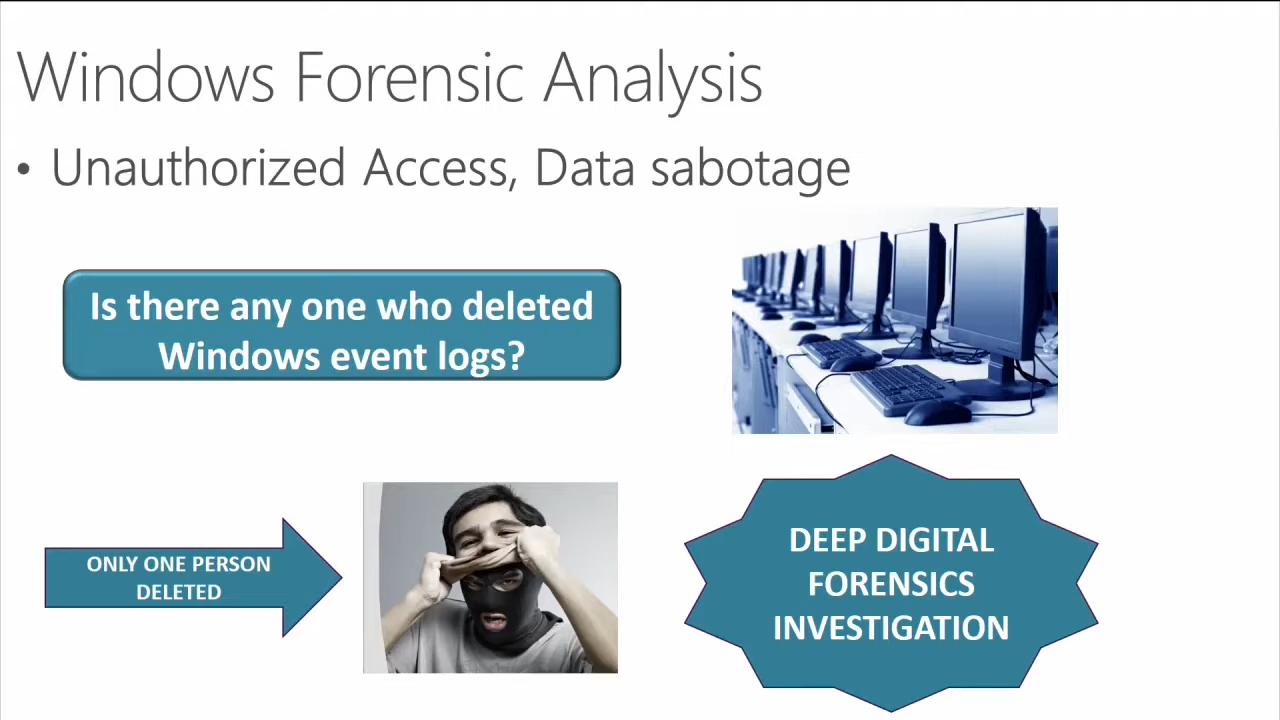 Windows Forensic Analysis
• Unauthorized Access, Data sabotage
Is there any one who deleted
Windows event logs?
ONLY ONE PERSON
DELETED
DEEP DIGITAL
FORENSICS
INVESTIGATION